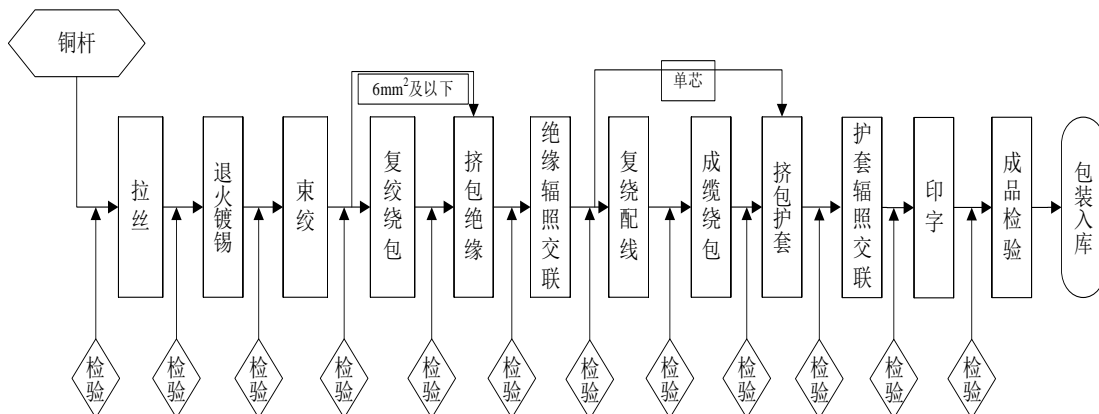 铜杆
6mm²及以下
单芯
拉丝
退火镀锡
束绞
复绞绕包
挤包绝缘
绝缘辐照交联
复绕配线
成缆绕包
挤包护套
护套辐照交联
印字
成品检验
包装入库
检验
检验
检验
检验
检验
检验
检验
检验
检验
检验
检验
检验